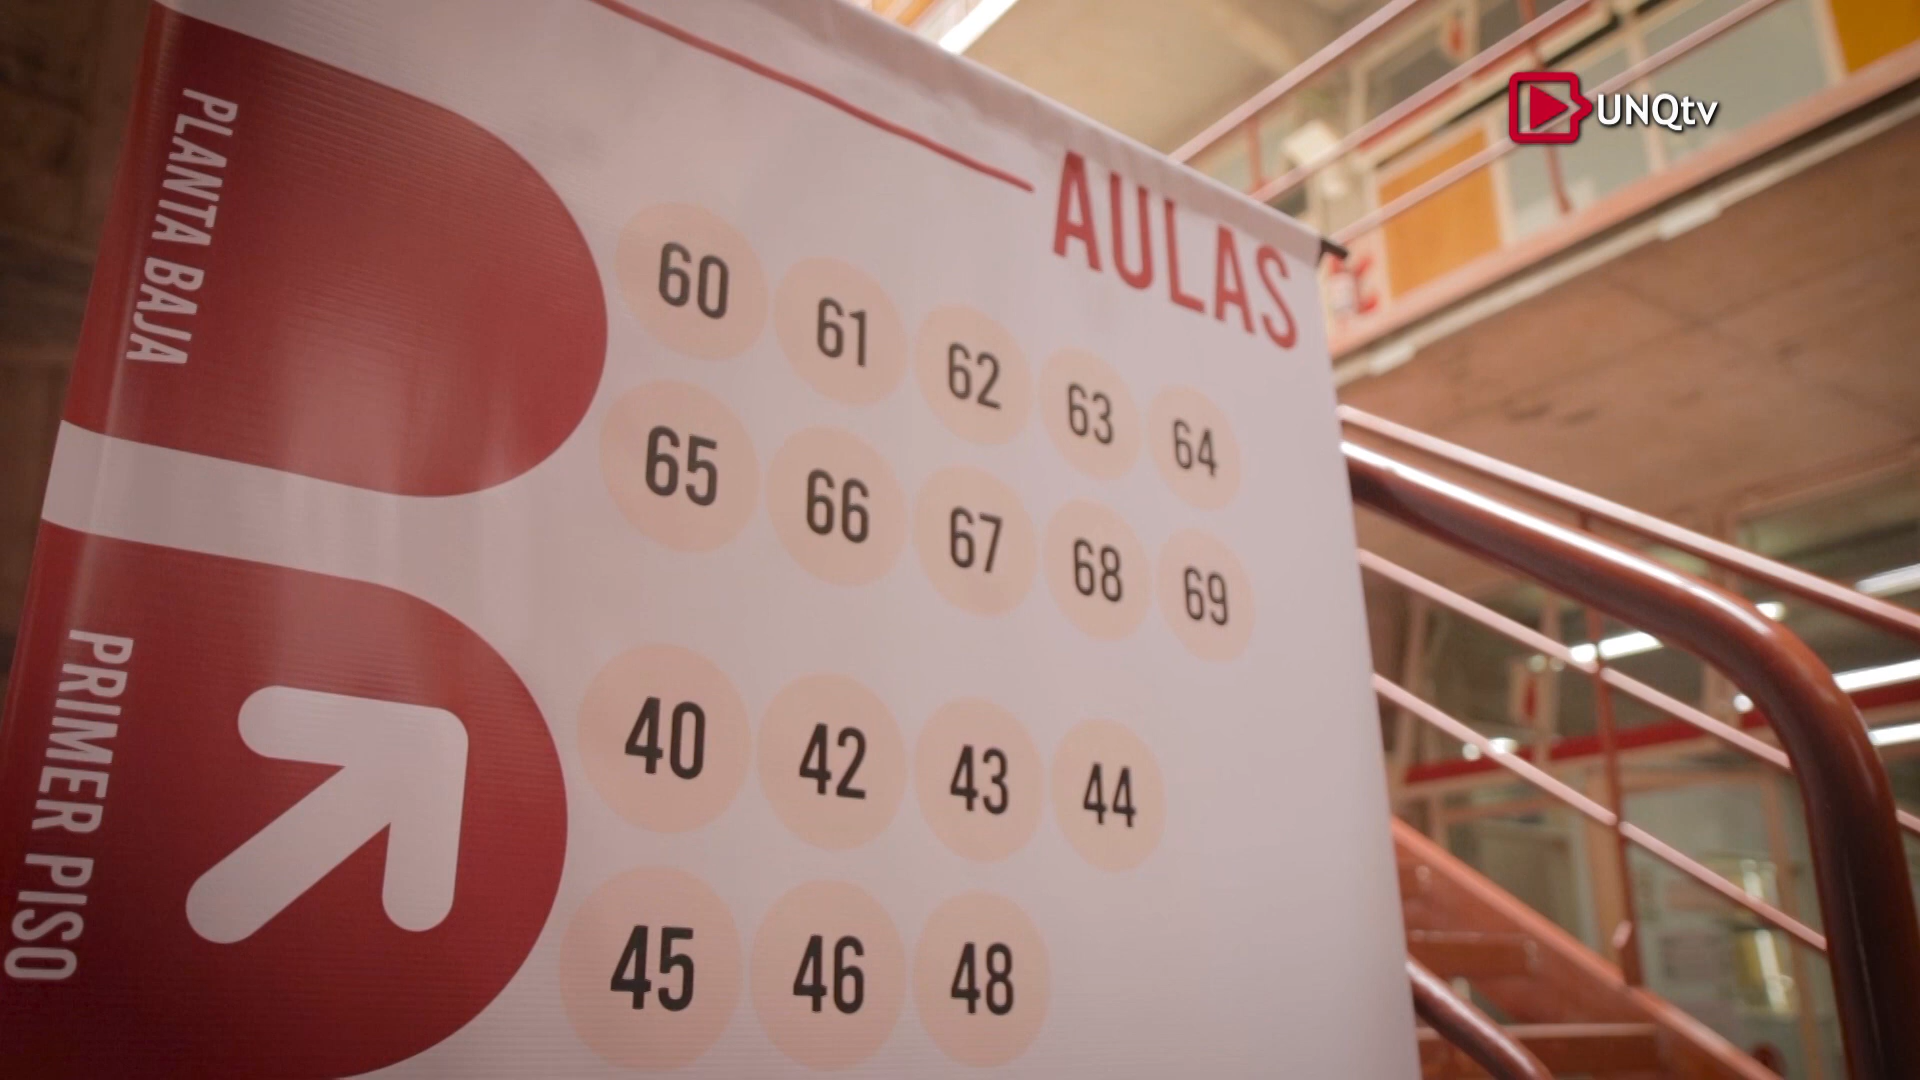 UNQtv
AULAS
PLANTA BAJA
60 61 62 63 64
65 66 67 68 69
PRIMER PISO
40 42 43 44
45 46 48